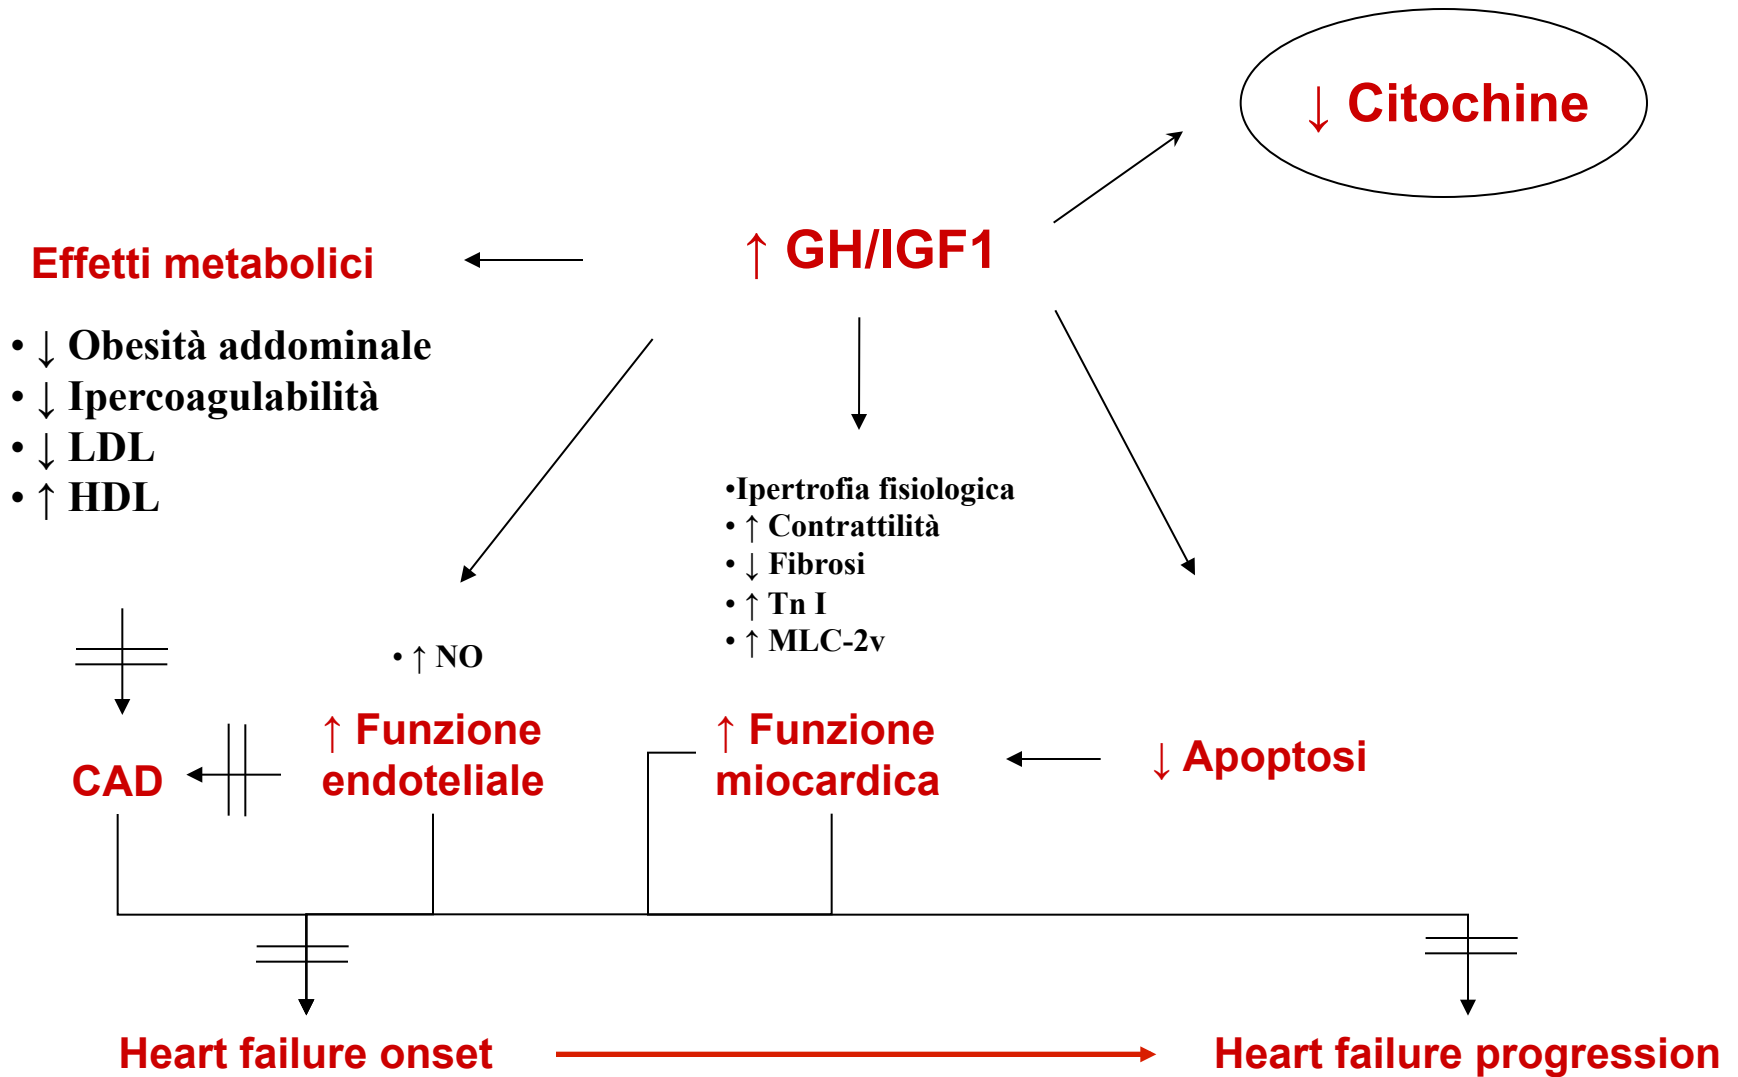 ↓ Citochine
↑ GH/IGF1
Effetti metabolici
• ↓ Obesità addominale
• ↓ Ipercoagulabilità
• ↓ LDL
• ↑ HDL
•Ipertrofia fisiologica
• ↑ Contrattilità
• ↓ Fibrosi
• ↑ Tn I
• ↑ MLC-2v
• ↑ NO
CAD
↑ Funzione
endoteliale
↑ Funzione
miocardica
↓ Apoptosi
Heart failure onset
Heart failure progression